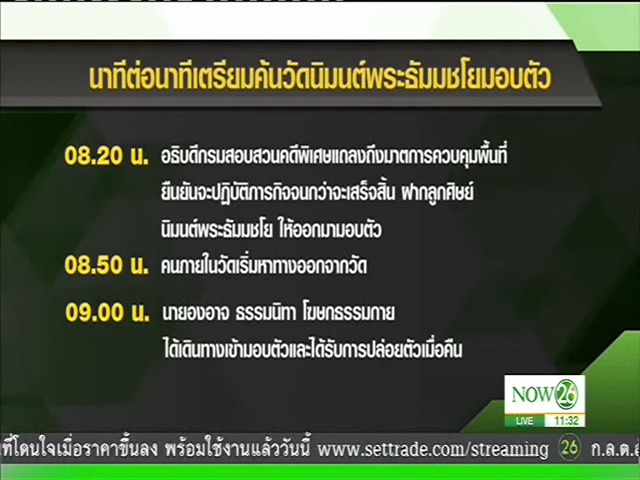 นาทีต่อนาทีเตรียมค้นวัดนิมนต์พระธัมมชโยมอบตัว
08.20 น. อธิบดีกรมสอบสวนคดีพิเศษแถลงถึงมาตการควบคุมพื้นที่
ยืนยันจะปฏิบัติภารกิจจนกว่าจะเสร็จสิ้น ฝากลูกศิษย์
นิมนต์พระธัมมชโย ให้ออกมามอบตัว
08.50 น. คนภายในวัดเริ่มหาทางออกจากวัด
09.00 น. นายองอาจ ธรรมนิทา โฆษกธรรมกาย
ได้เดินทางเข้ามอบตัวและได้รับการปล่อยตัวเมื่อคืน
NOW26
LIVE 11:32
นที่โดนใจเมื่อราคาขึ้นลง พร้อมใช้งานแล้ววันนี้ www.settrade.com/streaming 26 ก.ล.ต.